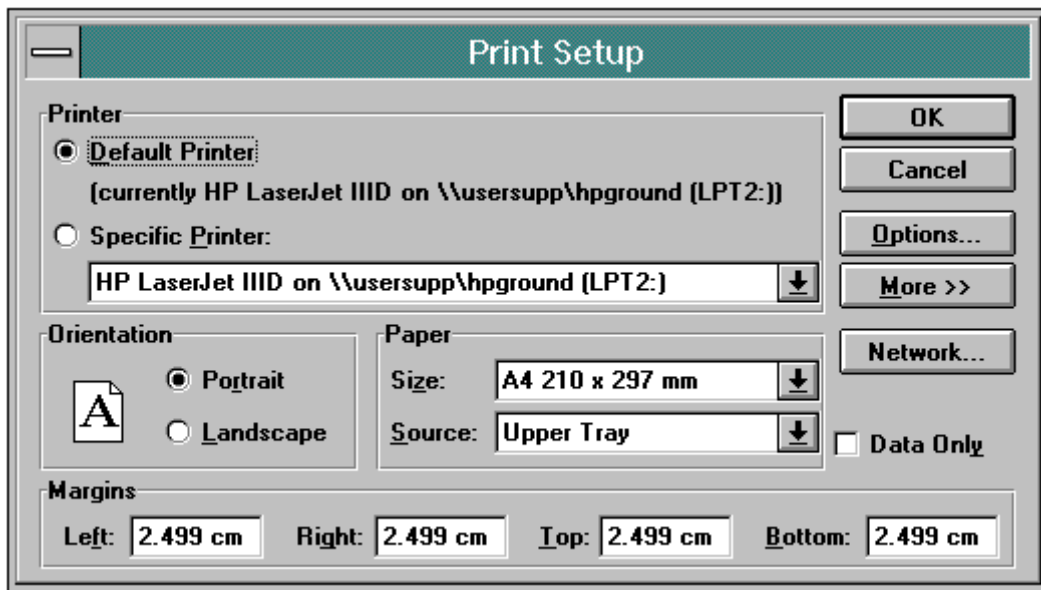 Print Setup
Printer
Default Printer
(currently HP LaserJet IIID on \\usersupp\hpground (LPT2:))
Specific Printer:
HP LaserJet IIID on \\usersupp\hpground (LPT2:)
OK
Cancel
Options...
More >>
Network...
Data Only
Orientation
A
Portrait
Landscape
Paper
Size: A4 210 x 297 mm
Source: Upper Tray
Margins
Left: 2.499 cm Right: 2.499 cm Top: 2.499 cm Bottom: 2.499 cm